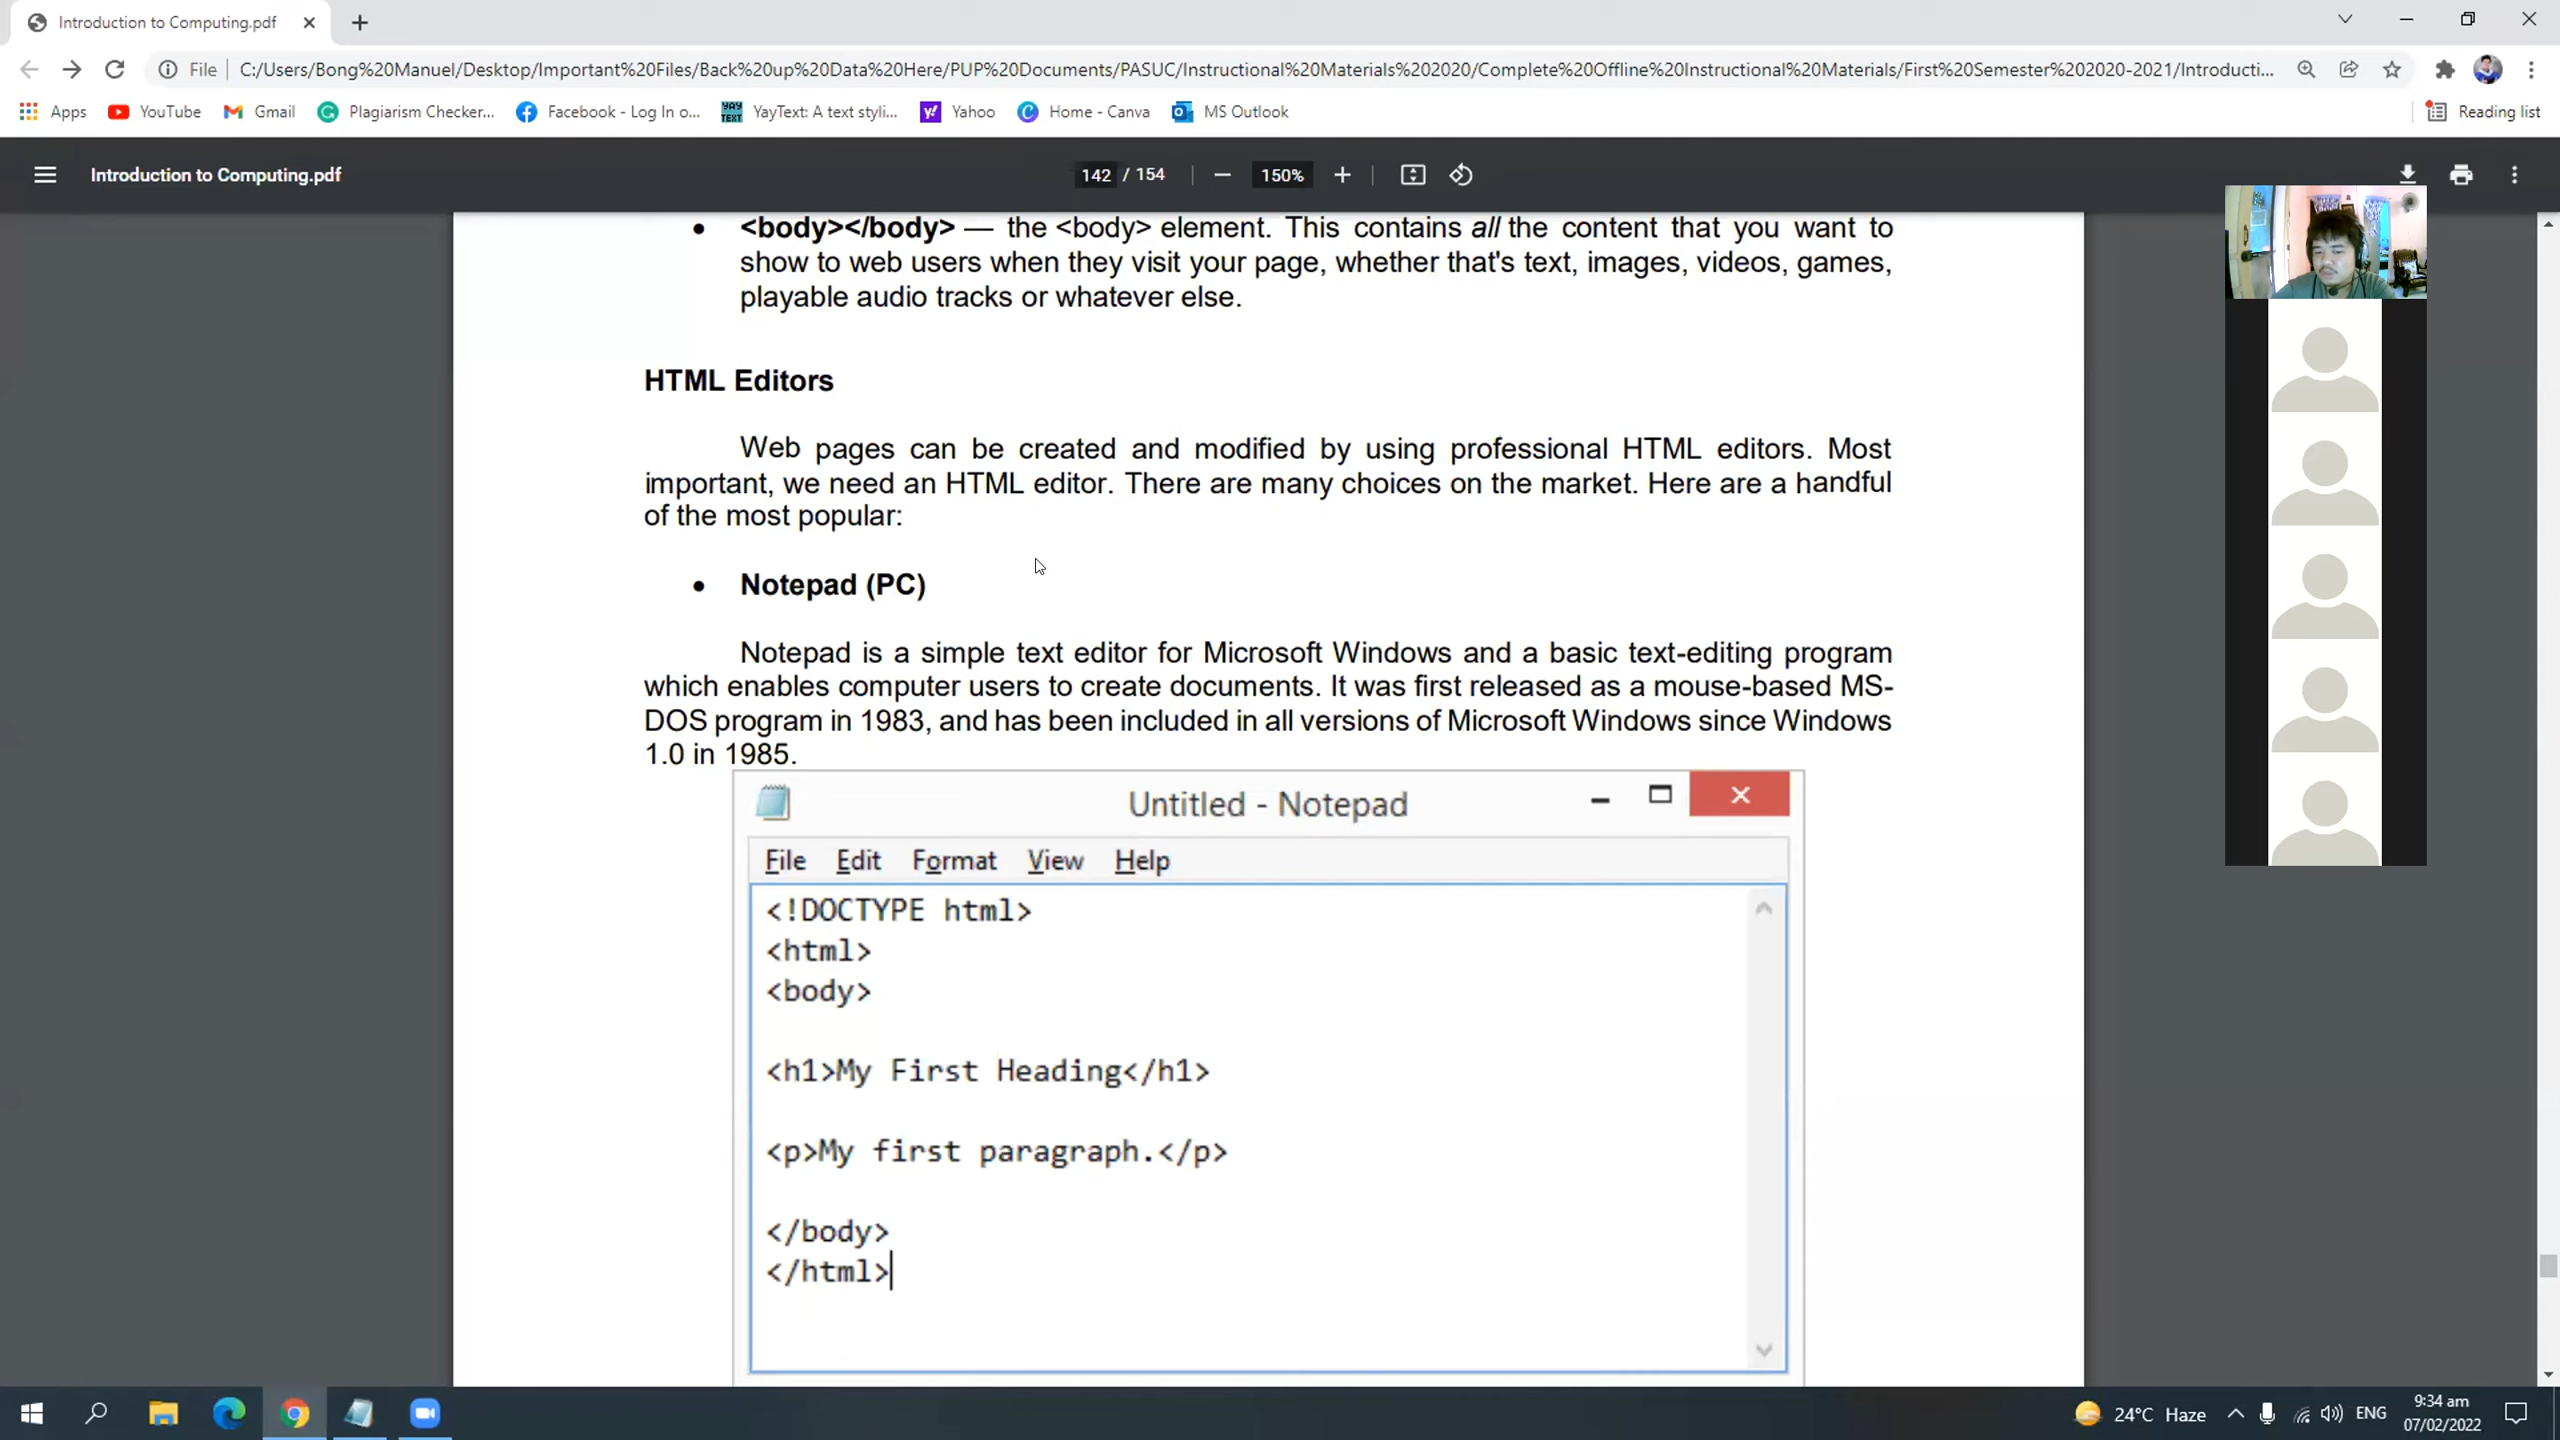 Introduction to Computing.pdf
File
C:/Users/Bong%20Manuel/Desktop/Important%20Files/Back%20up%20Data%20Here/PUP%20Documents/PASUC/Instructional%20Materials%202020/Complete%20Offline%20Instructional%20Materials/First%20Semester%202020-2021/Introducti...
Apps YouTube Gmail Plagiarism Checker... Facebook - Log In o... YAY TEXT YayText: A text styli... Yahoo Home - Canva MS Outlook Reading list
Introduction to Computing.pdf 142 / 154 150%
• <body></body> — the <body> element. This contains all the content that you want to
show to web users when they visit your page, whether that's text, images, videos, games,
playable audio tracks or whatever else.
HTML Editors
Web pages can be created and modified by using professional HTML editors. Most
important, we need an HTML editor. There are many choices on the market. Here are a handful
of the most popular:
• Notepad (PC)
Notepad is a simple text editor for Microsoft Windows and a basic text-editing program
which enables computer users to create documents. It was first released as a mouse-based MS-
DOS program in 1983, and has been included in all versions of Microsoft Windows since Windows
1.0 in 1985.
Untitled - Notepad
File Edit Format View Help
<!DOCTYPE html>
<html>
<body>
<h1>My First Heading</h1>
<p>My first paragraph.</p>
</body>
</html>
24°C Haze ENG 9:34 am
07/02/2022